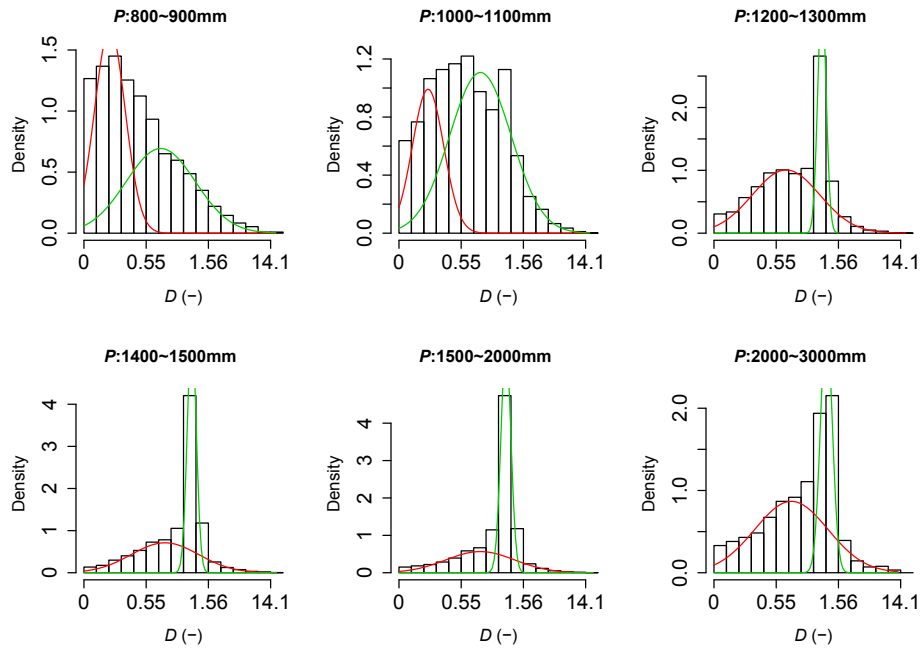 P:800~900mm
Density
0.0 0.5 1.0 1.5
0 0.55 1.56 14.1
D (−)
P:1000~1100mm
Density
0.0 0.4 0.8 1.2
0 0.55 1.56 14.1
D (−)
P:1200~1300mm
Density
0.0 1.0 2.0
0 0.55 1.56 14.1
D (−)
P:1400~1500mm
Density
0 1 2 3 4
0 0.55 1.56 14.1
D (−)
P:1500~2000mm
Density
0 1 2 3 4
0 0.55 1.56 14.1
D (−)
P:2000~3000mm
Density
0.0 1.0 2.0
0 0.55 1.56 14.1
D (−)